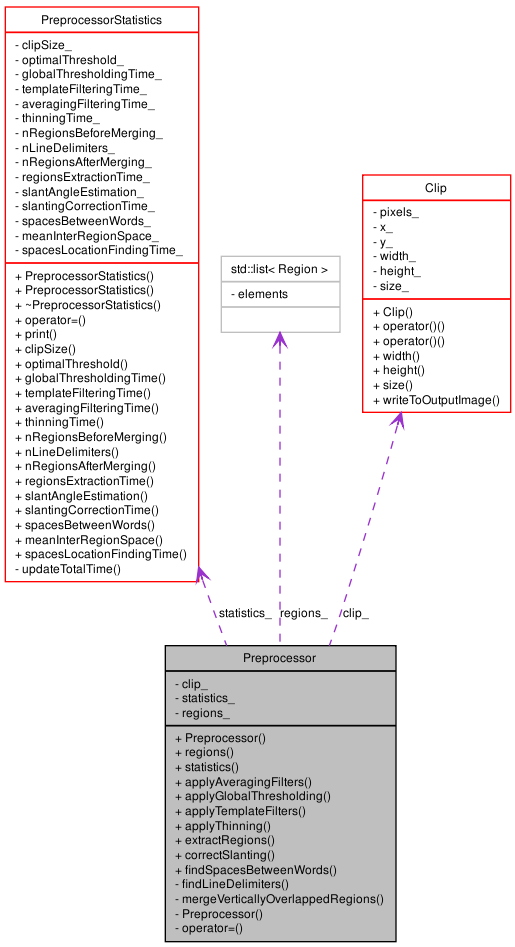 PreprocessorStatistics
- clipSize_
- optimalThreshold_
- globalThresholdingTime_
- templateFilteringTime_
- averagingFilteringTime_
- thinningTime_
- nRegionsBeforeMerging_
- nLineDelimiters_
- nRegionsAfterMerging_
- regionsExtractionTime_
- slantAngleEstimation_
- slantingCorrectionTime_
- spacesBetweenWords_
- meanInterRegionSpace_
- spacesLocationFindingTime_
+ PreprocessorStatistics()
+ PreprocessorStatistics()
+ ~PreprocessorStatistics()
+ operator=()
+ print()
+ clipSize()
+ optimalThreshold()
+ globalThresholdingTime()
+ templateFilteringTime()
+ averagingFilteringTime()
+ thinningTime()
+ nRegionsBeforeMerging()
+ nLineDelimiters()
+ nRegionsAfterMerging()
+ regionsExtractionTime()
+ slantAngleEstimation()
+ slantingCorrectionTime()
+ spacesBetweenWords()
+ meanInterRegionSpace()
+ spacesLocationFindingTime()
- updateTotalTime()
std::list< Region >
- elements
Clip
- pixels_
- x_
- y_
- width_
- height_
- size_
+ Clip()
+ operator()()
+ operator()()
+ width()
+ height()
+ size()
+ writeToOutputImage()
statistics_
regions_
clip_
Preprocessor
- clip_
- statistics_
- regions_
+ Preprocessor()
+ regions()
+ statistics()
+ applyAveragingFilters()
+ applyGlobalThresholding()
+ applyTemplateFilters()
+ applyThinning()
+ extractRegions()
+ correctSlanting()
+ findSpacesBetweenWords()
- findLineDelimiters()
- mergeVerticallyOverlappedRegions()
- Preprocessor()
- operator=()